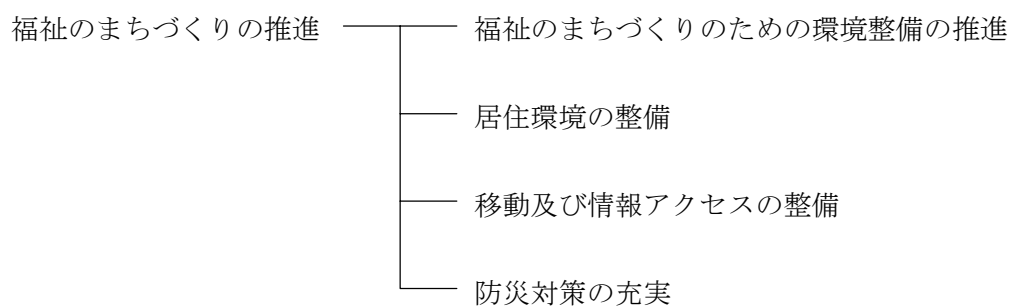 福祉のまちづくりの推進
福祉のまちづくりのための環境整備の推進
居住環境の整備
移動及び情報アクセスの整備
防災対策の充実